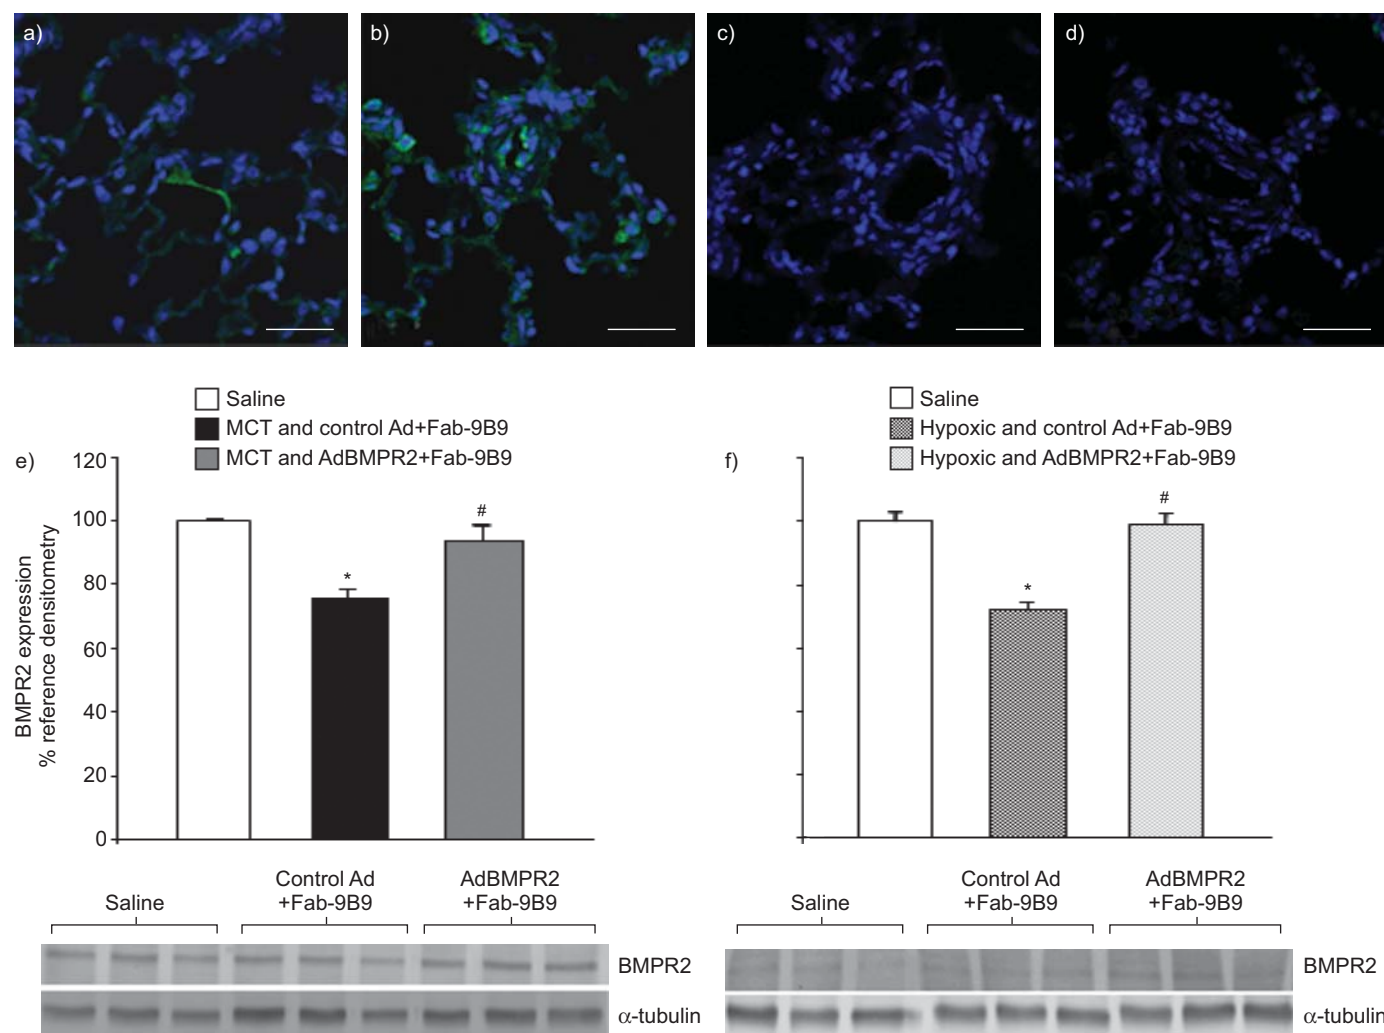 a)
b)
c)
d)
Saline
MCT and control Ad+Fab-9B9
MCT and AdBMPR2+Fab-9B9
Saline
Hypoxic and control Ad+Fab-9B9
Hypoxic and AdBMPR2+Fab-9B9
e)
BMPR2 expression
% reference densitometry
120
100
80
60
40
20
0
*
#
f)
*
#
Saline
Control Ad
+Fab-9B9
AdBMPR2
+Fab-9B9
BMPR2
α-tubulin
Saline
Control Ad
+Fab-9B9
AdBMPR2
+Fab-9B9
BMPR2
α-tubulin